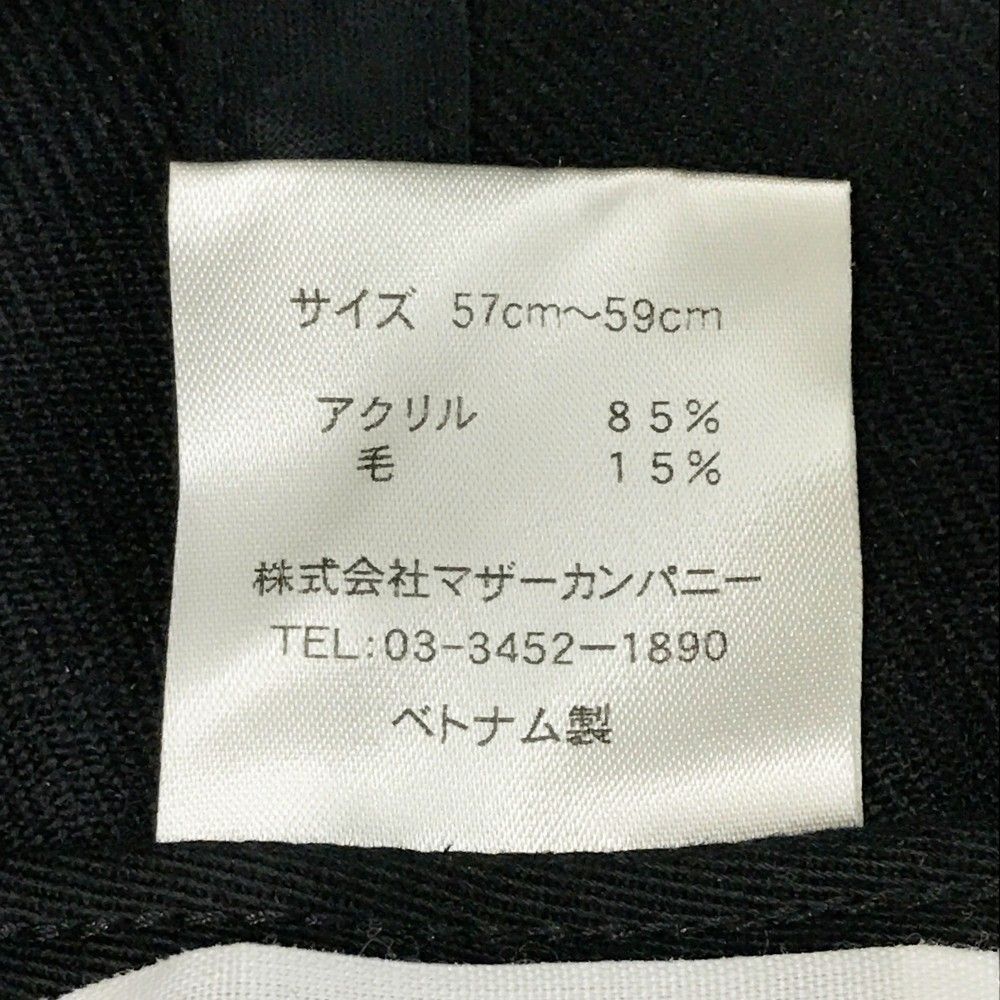 サイズ 57cm〜59cm
アクリル 85%
毛 15%
株式会社マザーカンパニー
TEL:03-3452-1890
ベトナム製